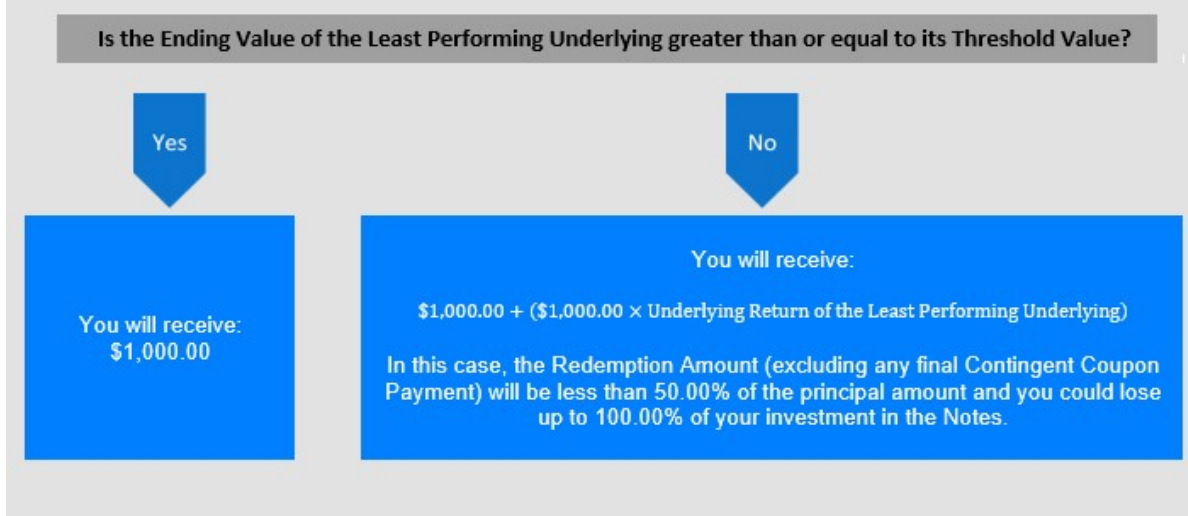 Is the Ending Value of the Least Performing Underlying greater than or equal to its Threshold Value?
Yes
No
You will receive:
$1,000.00
You will receive:
$1,000.00 + ($1,000.00 × Underlying Return of the Least Performing Underlying)
In this case, the Redemption Amount (excluding any final Contingent Coupon
Payment) will be less than 50.00% of the principal amount and you could lose
up to 100.00% of your investment in the Notes.